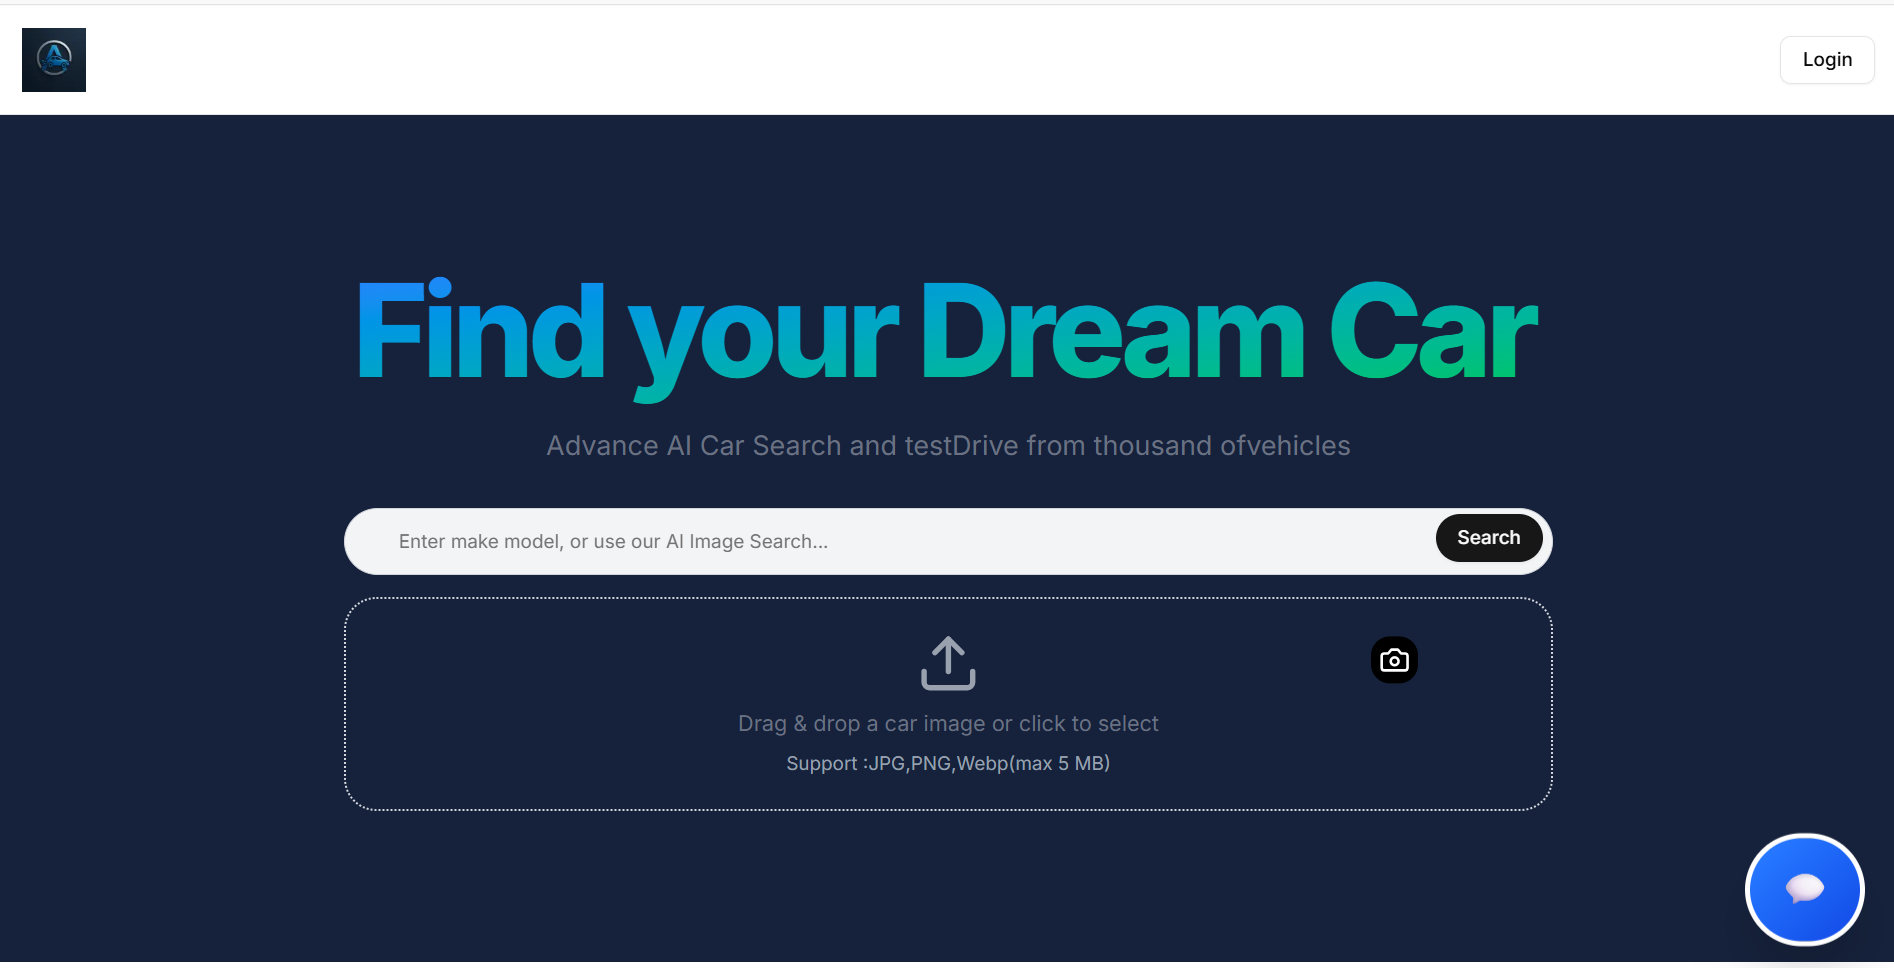 Login
Find your Dream Car
Advance AI Car Search and testDrive from thousand ofvehicles
Enter make model, or use our AI Image Search...
Search
Drag & drop a car image or click to select
Support :JPG,PNG,Webp(max 5 MB)